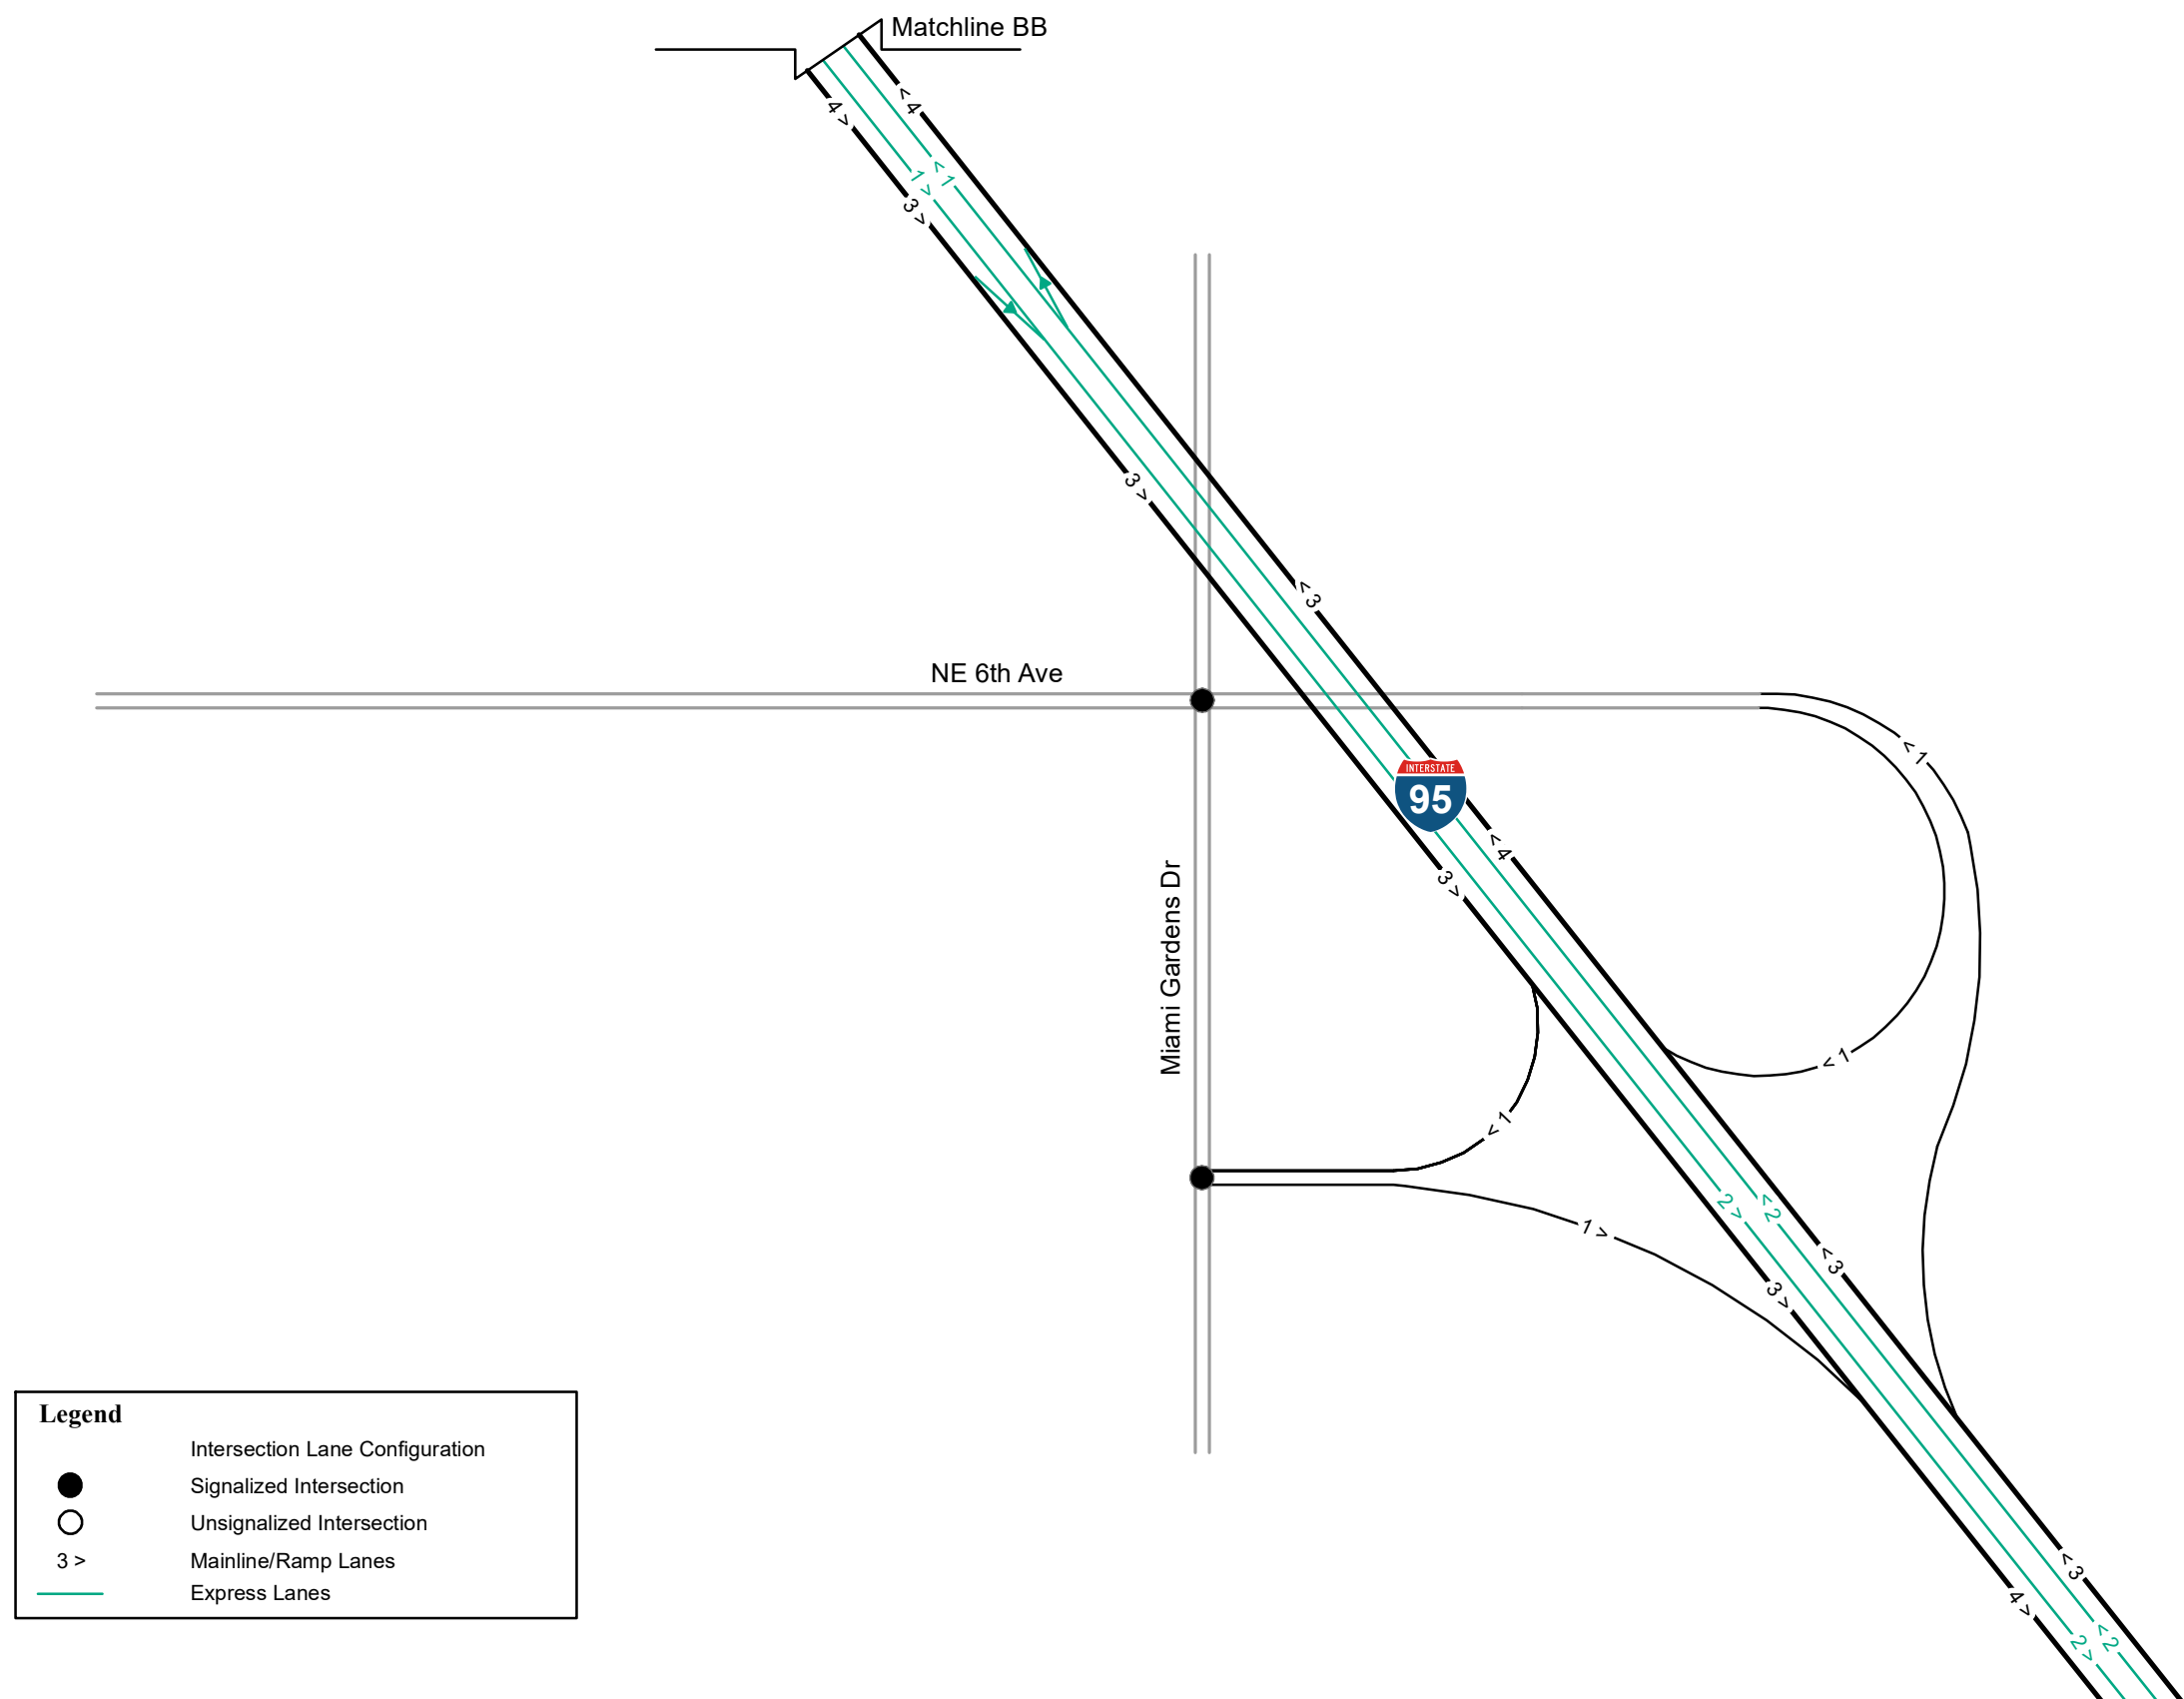 Matchline BB
< 4
4 >
< 1
1 >
3 >
3 >
< 3
NE 6th Ave
< 1
INTERSTATE
95
< 4
3 >
Miami Gardens Dr
< 1
< 1
2 >
< 2
1 >
< 3
3 >
Legend
Intersection Lane Configuration
Signalized Intersection
Unsignalized Intersection
3 > Mainline/Ramp Lanes
Express Lanes
< 3
4 >
< 2
2 >